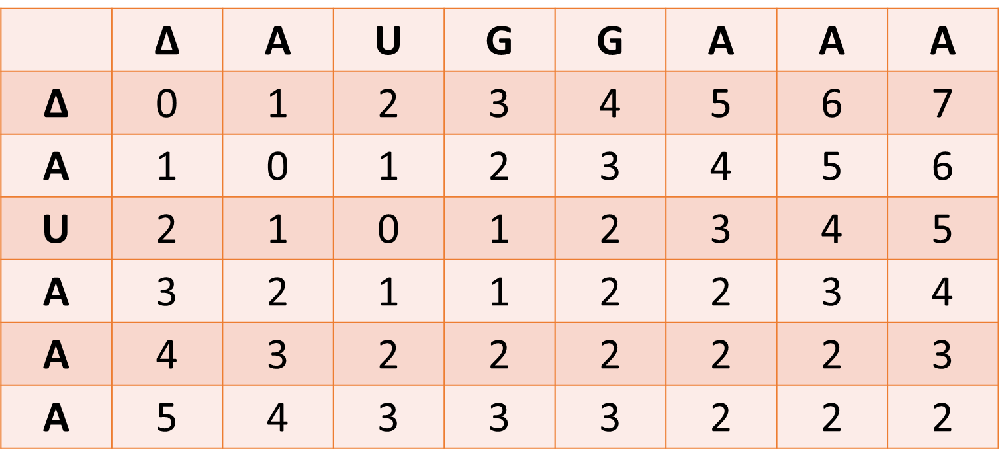 Δ A U G G A A A
Δ 0 1 2 3 4 5 6 7
A 1 0 1 2 3 4 5 6
U 2 1 0 1 2 3 4 5
A 3 2 1 1 2 2 3 4
A 4 3 2 2 2 2 2 3
A 5 4 3 3 3 2 2 2